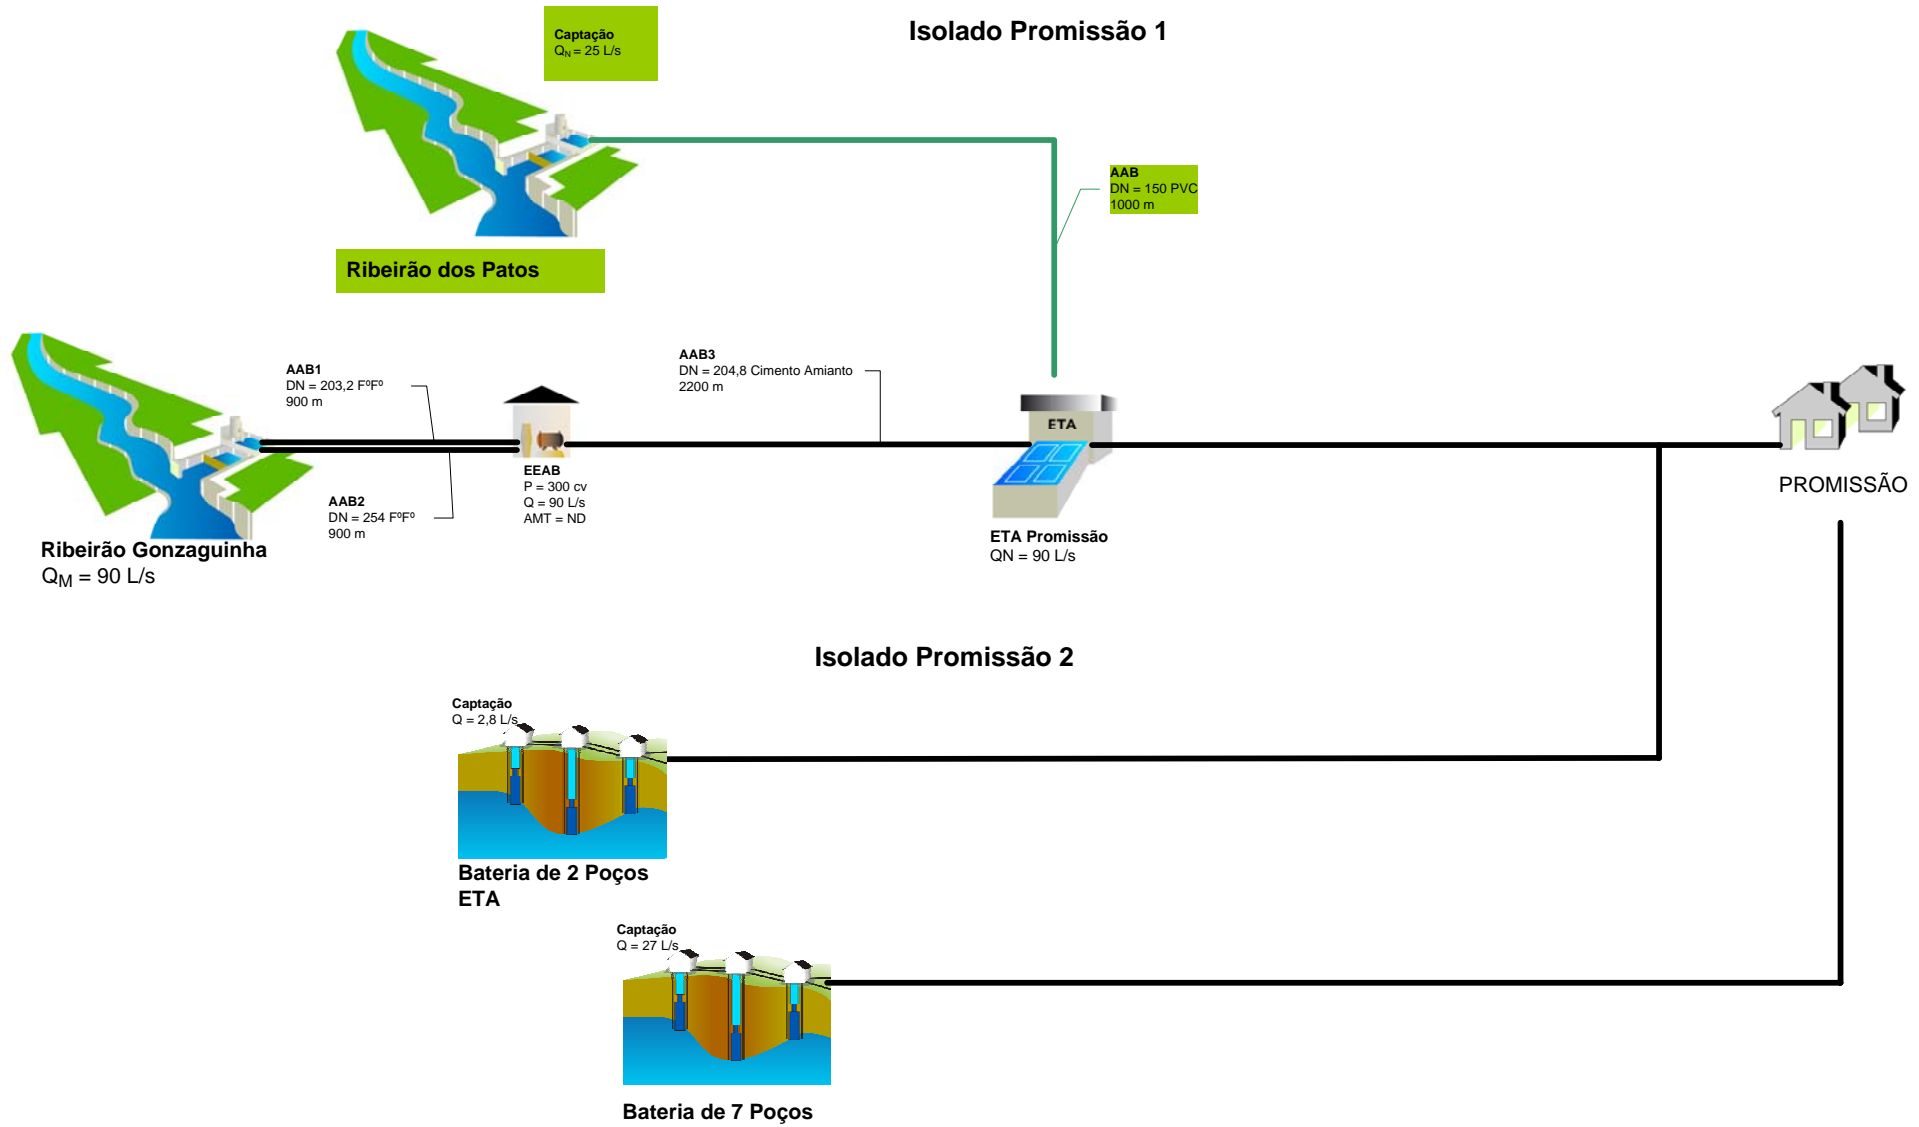 Isolado Promissão 1
Captação
QN = 25 L/s
AAB
DN = 150 PVC
1000 m
Ribeirão dos Patos
AAB1
DN = 203,2 FºFº
900 m
AAB3
DN = 204,8 Cimento Amianto
2200 m
ETA
AAB2
DN = 254 FºFº
900 m
EEAB
P = 300 cv
Q = 90 L/s
AMT = ND
Ribeirão Gonzaguinha
QM = 90 L/s
ETA Promissão
QN = 90 L/s
PROMISSÃO
Isolado Promissão 2
Captação
Q = 2,8 L/s
Bateria de 2 Poços
ETA
Captação
Q = 27 L/s
Bateria de 7 Poços